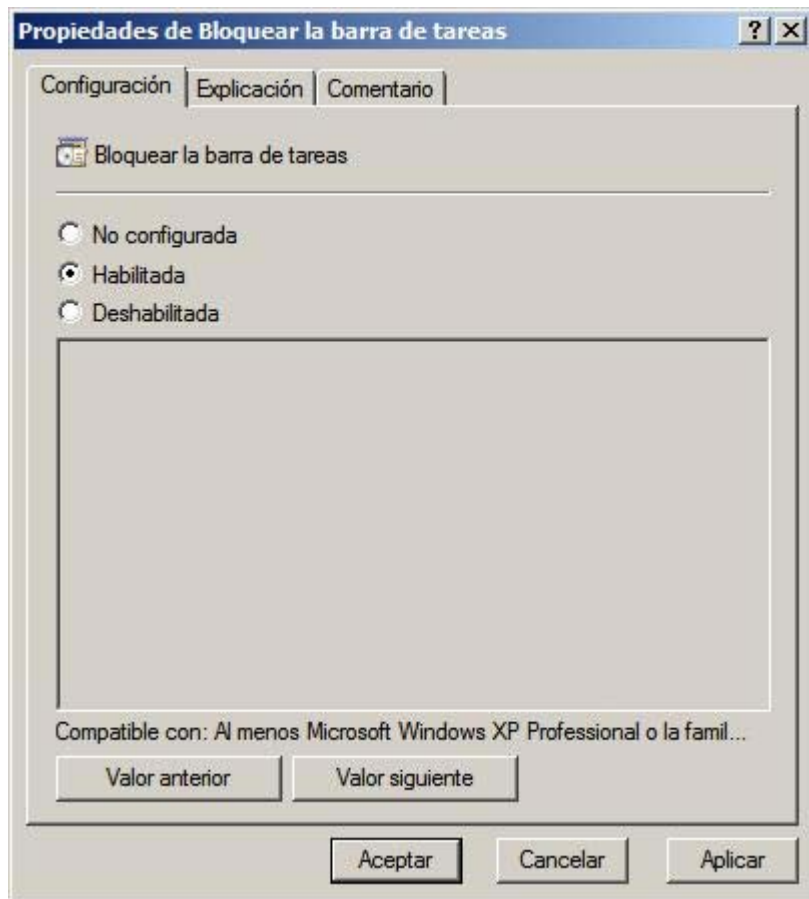 Propiedades de Bloquear la barra de tareas
Configuración Explicación Comentario
Bloquear la barra de tareas
No configurada
Habilitada
Deshabilitada
Compatible con: Al menos Microsoft Windows XP Professional o la famil...
Valor anterior Valor siguiente
Aceptar Cancelar Aplicar